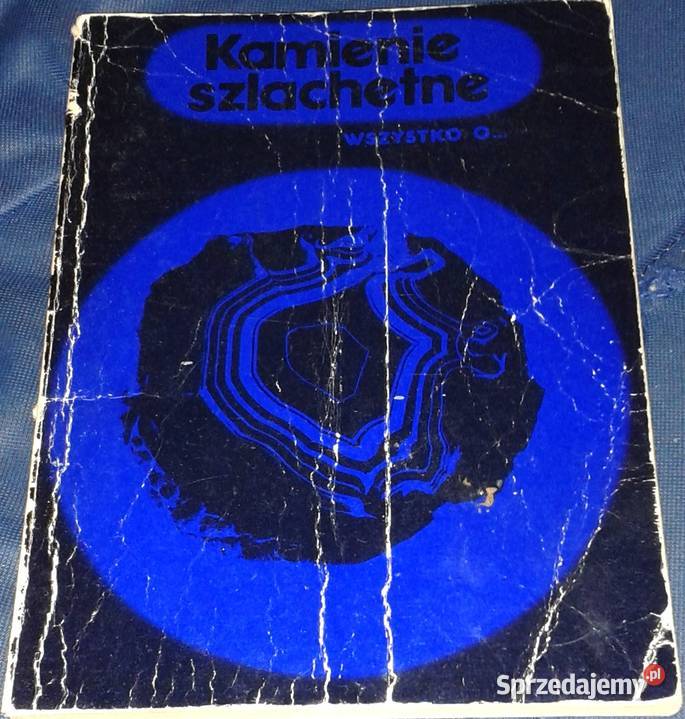 Kamienie
szlachetne
WSZYSTKO O...
Sprzedajemy.pl